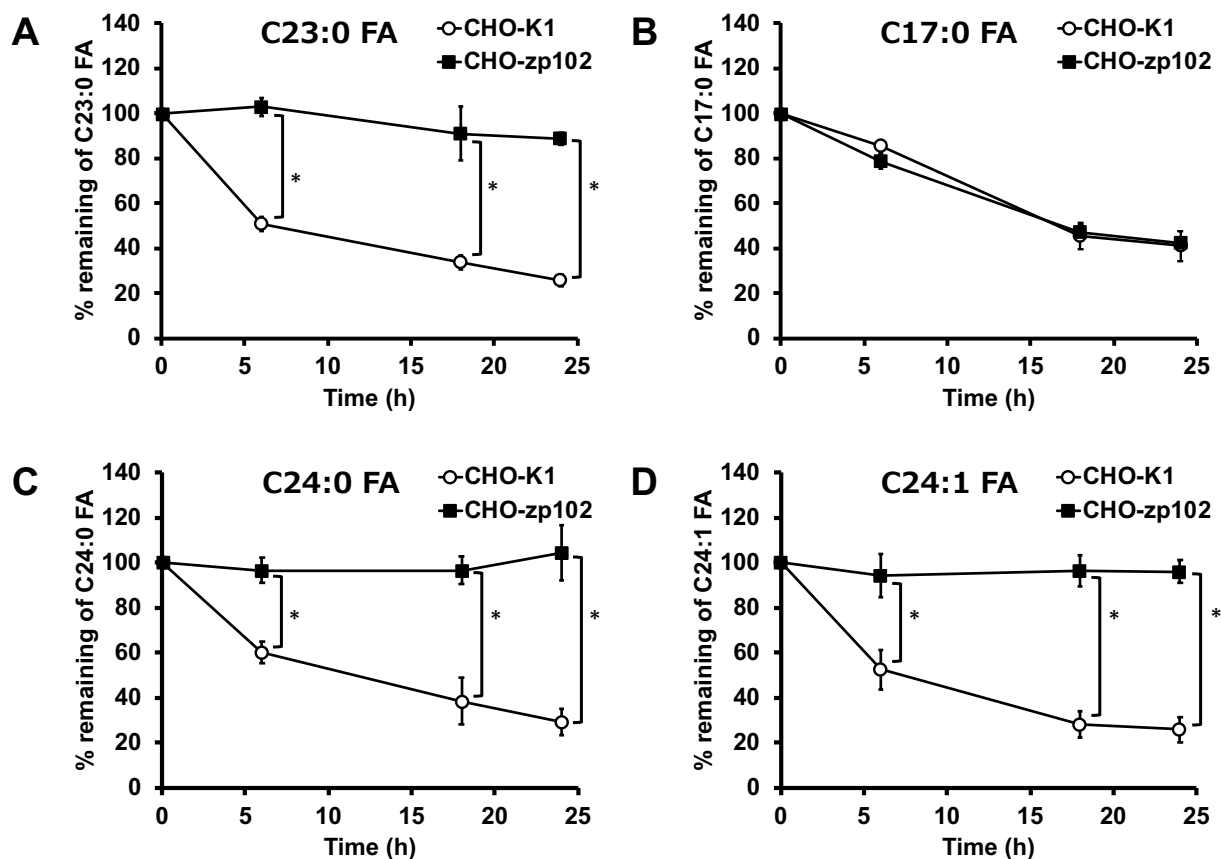 A
C23:0 FA
CHO-K1
CHO-zp102
% remaining of C23:0 FA
140
120
100
80
60
40
20
0
*
*
*
0 5 10 15 20 25
Time (h)
B
C17:0 FA
CHO-K1
CHO-zp102
% remaining of C17:0 FA
140
120
100
80
60
40
20
0
0 5 10 15 20 25
Time (h)
C
C24:0 FA
CHO-K1
CHO-zp102
% remaining of C24:0 FA
140
120
100
80
60
40
20
0
*
*
*
0 5 10 15 20 25
Time (h)
D
C24:1 FA
CHO-K1
CHO-zp102
% remaining of C24:1 FA
140
120
100
80
60
40
20
0
*
*
*
0 5 10 15 20 25
Time (h)